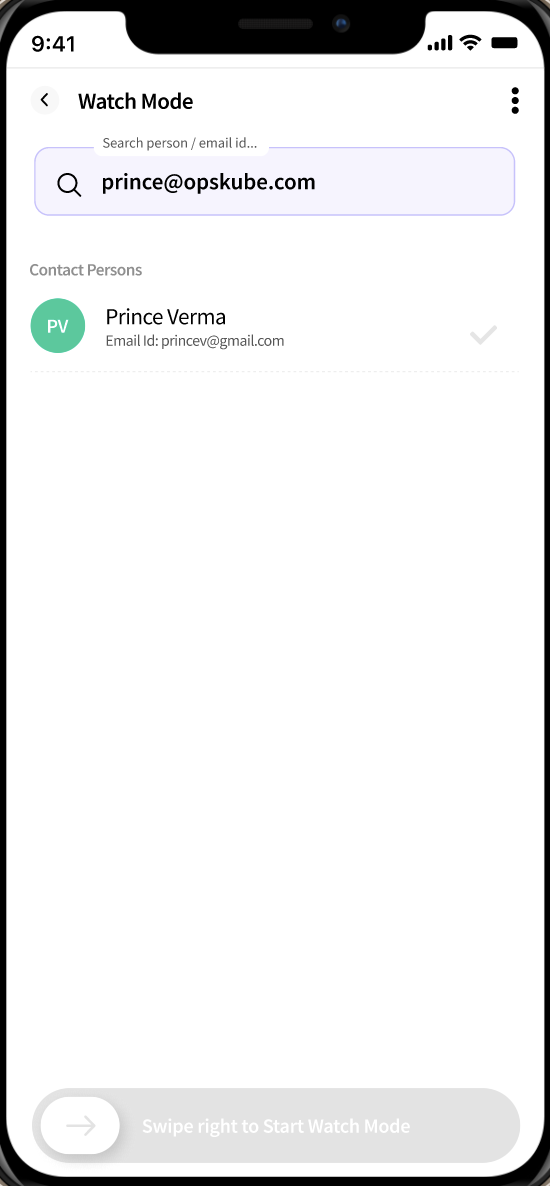 9:41
Watch Mode
Search person / email id...
prince@opskube.com
Contact Persons
PV
Prince Verma
Email Id: princev@gmail.com
Swipe right to Start Watch Mode